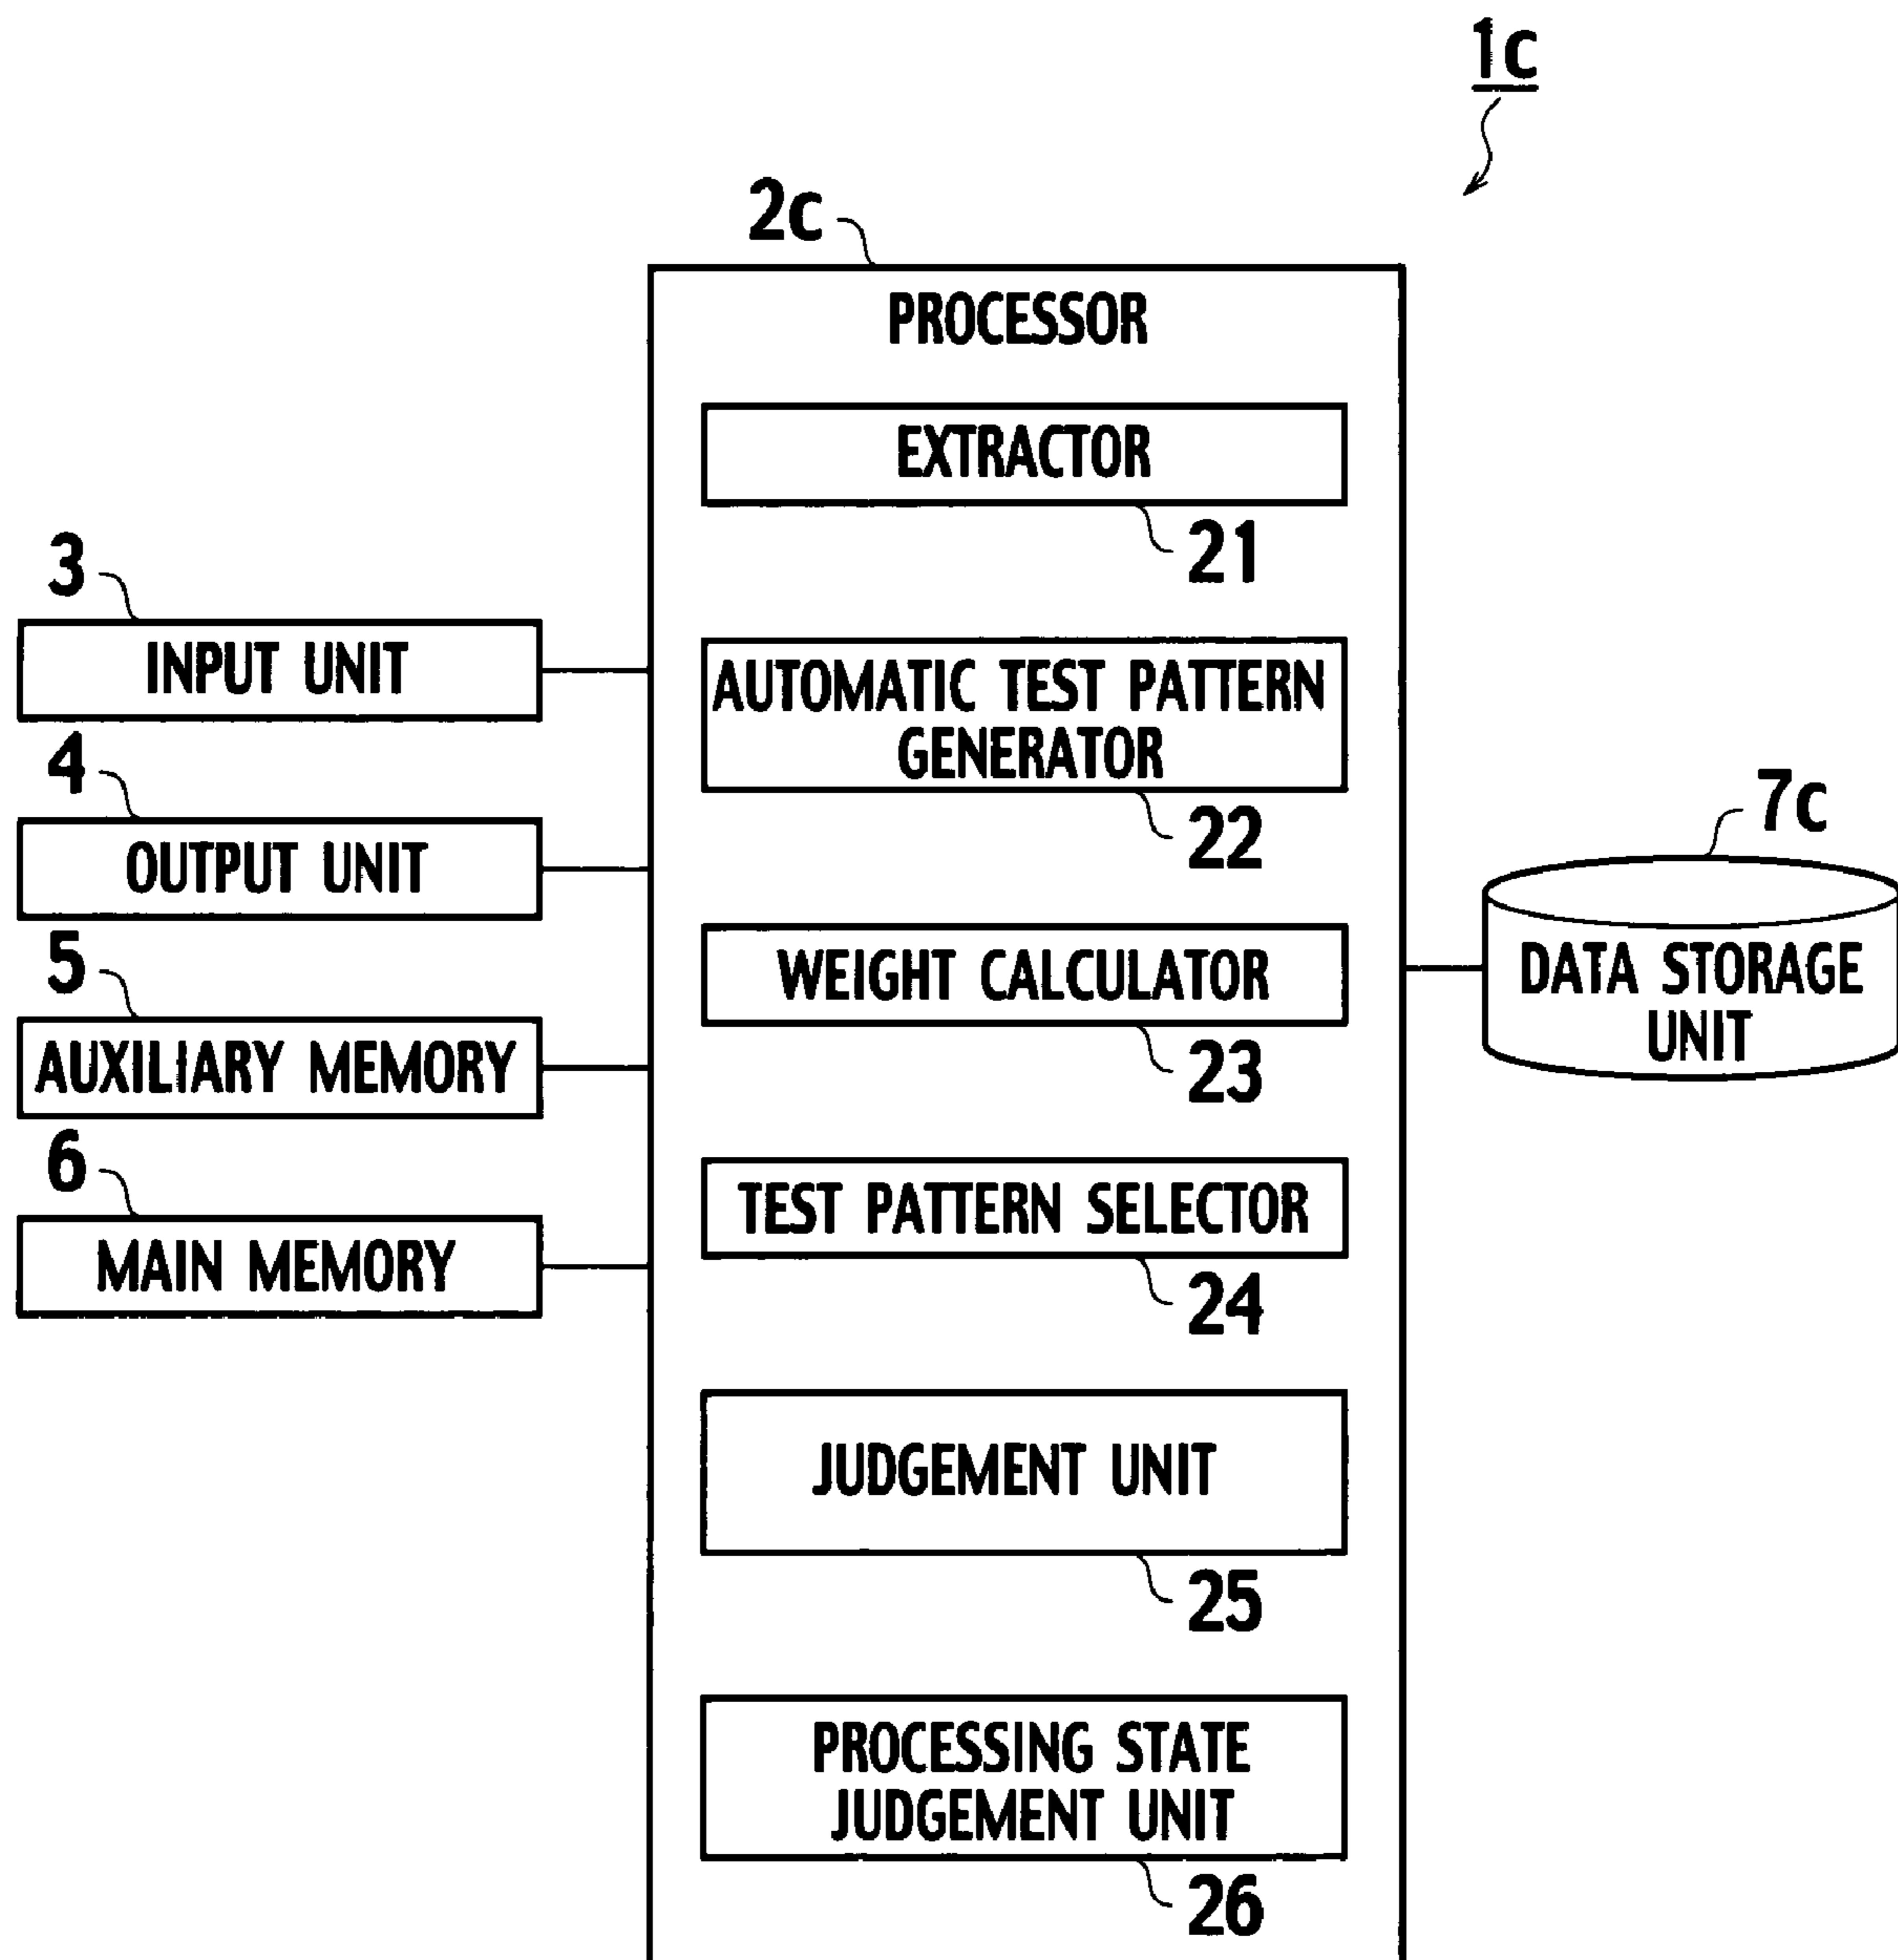 1c
2c
PROCESSOR
EXTRACTOR
21
3
INPUT UNIT
AUTOMATIC TEST PATTERN
GENERATOR
22
4
OUTPUT UNIT
7c
DATA STORAGE
UNIT
WEIGHT CALCULATOR
23
5
AUXILIARY MEMORY
6
MAIN MEMORY
TEST PATTERN SELECTOR
24
JUDGEMENT UNIT
25
PROCESSING STATE
JUDGEMENT UNIT
26